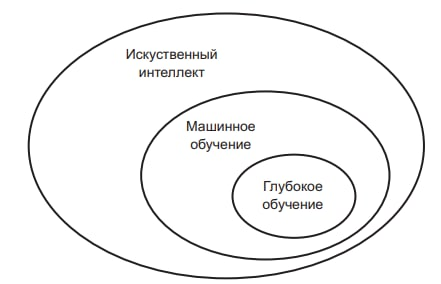 Искуственный
интеллект
Машинное
обучение
Глубокое
обучение